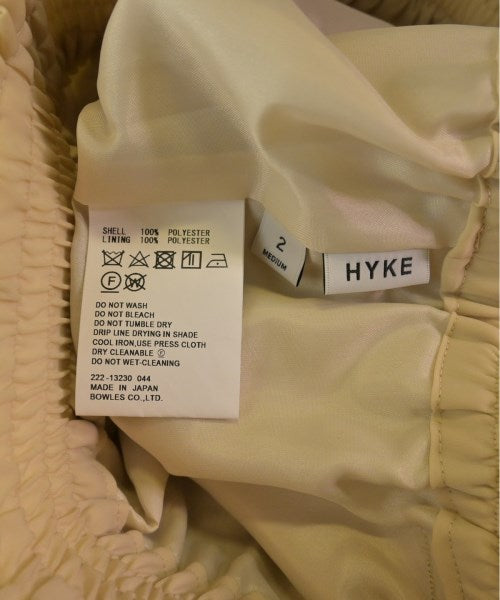 SHELL 100% POLYESTER
LINING 100% POLYESTER
F W
DO NOT WASH
DO NOT BLEACH
DO NOT TUMBLE DRY
DRIP LINE DRYING IN SHADE
COOL IRON,USE PRESS CLOTH
DRY CLEANABLE Ⓟ
DO NOT WET-CLEANING
222-13230 044
MADE IN JAPAN
BOWLES CO.,LTD.
2
MEDIUM
HYKE